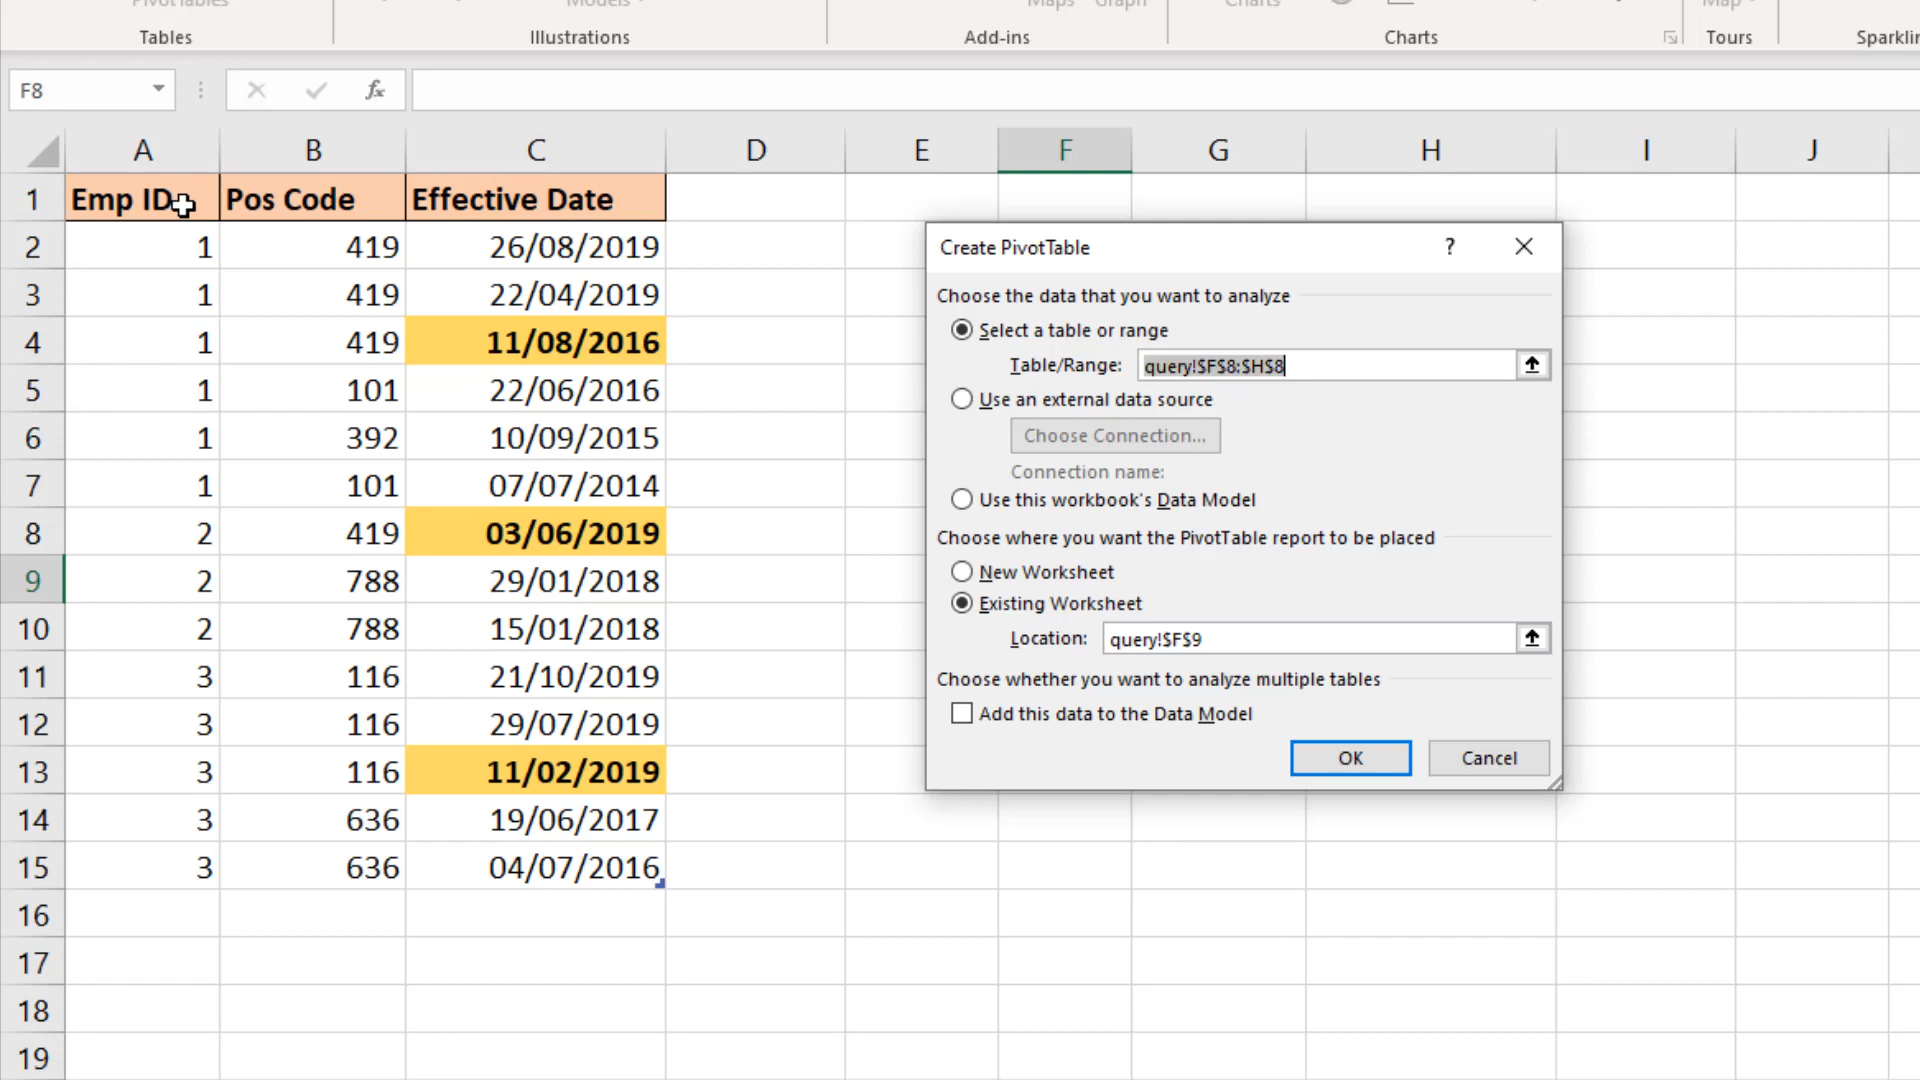 PivotTables Models Maps Graph Charts Map
Tables Illustrations Add-ins Charts Tours
F8 fx
A B C D E F G H I J
1 Emp ID Pos Code Effective Date
2 1 419 26/08/2019
3 1 419 22/04/2019
4 1 419 11/08/2016
5 1 101 22/06/2016
6 1 392 10/09/2015
7 1 101 07/07/2014
8 2 419 03/06/2019
9 2 788 29/01/2018
10 2 788 15/01/2018
11 3 116 21/10/2019
12 3 116 29/07/2019
13 3 116 11/02/2019
14 3 636 19/06/2017
15 3 636 04/07/2016
16
17
18
19
Create PivotTable ?
Choose the data that you want to analyze
Select a table or range
Table/Range: query!$F$8:$H$8
Use an external data source
Choose Connection...
Connection name:
Use this workbook's Data Model
Choose where you want the PivotTable report to be placed
New Worksheet
Existing Worksheet
Location: query!$F$9
Choose whether you want to analyze multiple tables
Add this data to the Data Model
OK Cancel